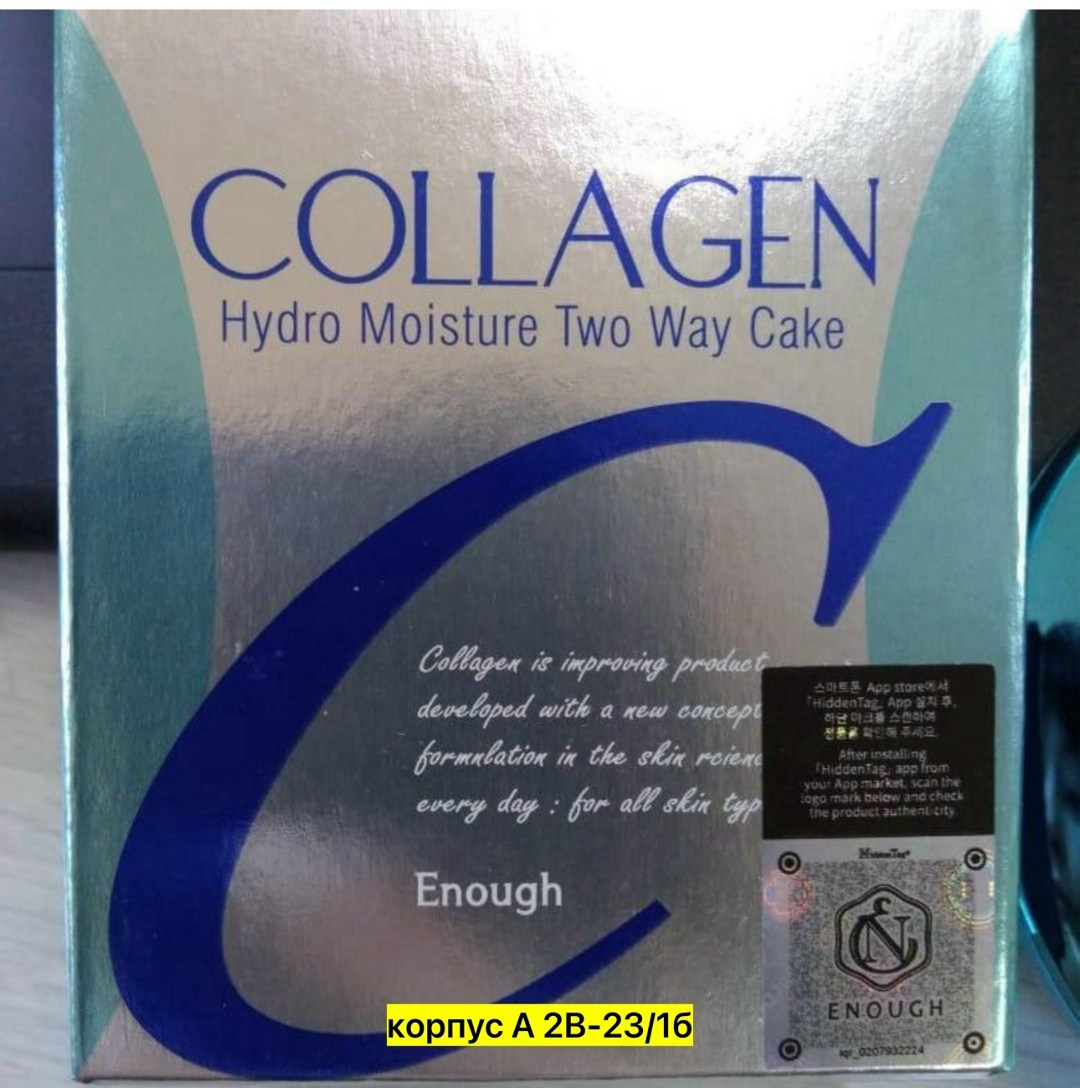 COLLAGEN
Hydro Moisture Two Way Cake
Collagen is improving product
developed with a new concept
formnlation in the skin rcienc
every day : for all skin typ
Enough
스마트폰 App store에서
「HiddenTag」 App 설치 후,
하단 마크를 스캔하여
정품을 확인해 주세요.
After installing
「HiddenTag」 app from
your App market, scan the
logo mark below and check
the product authenticity.
HiddenTag®
ENOUGH
kqr_0207932224
корпус А 2В-23/1б